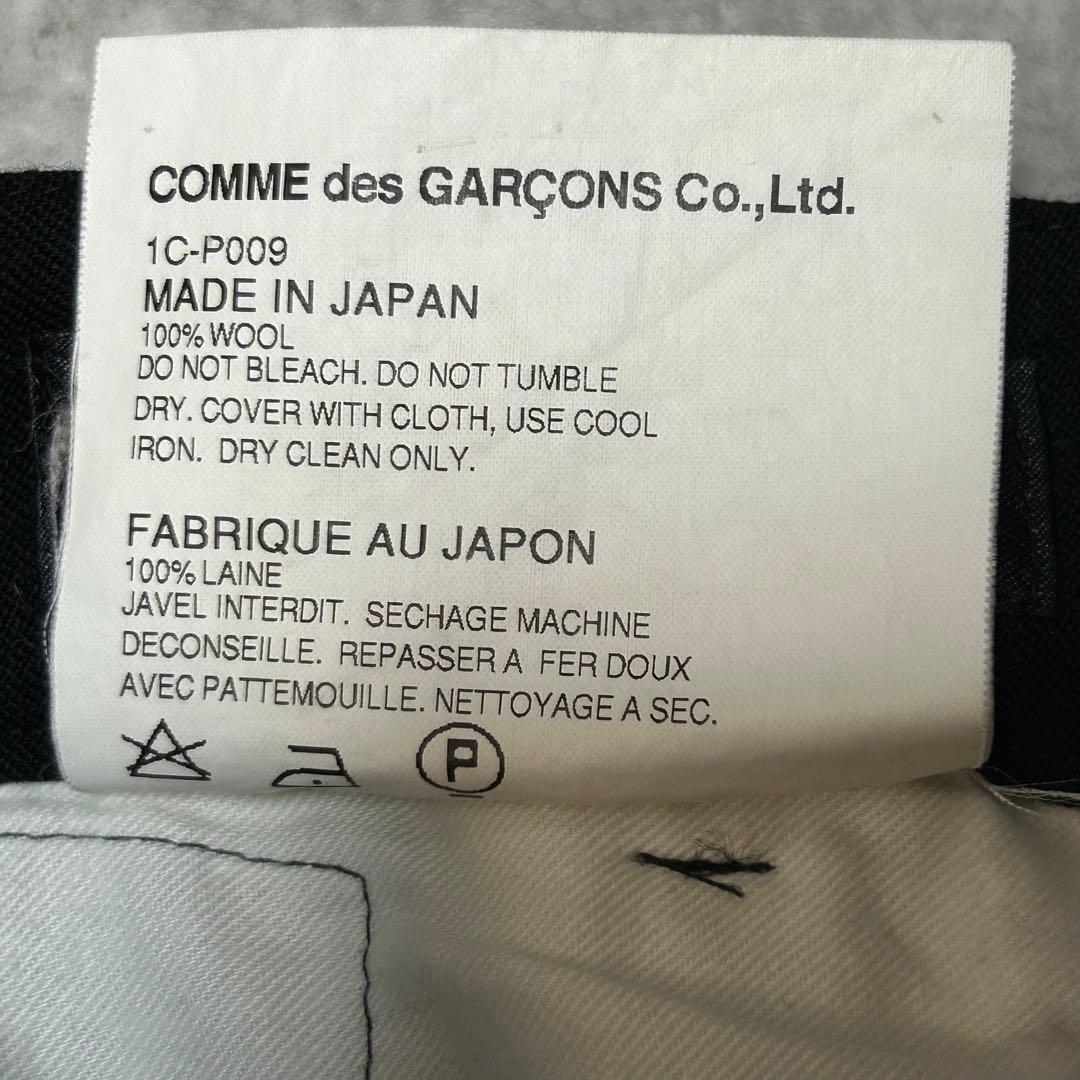 COMME des GARÇONS Co.,Ltd.
1C-P009
MADE IN JAPAN
100% WOOL
DO NOT BLEACH. DO NOT TUMBLE
DRY. COVER WITH CLOTH, USE COOL
IRON. DRY CLEAN ONLY.
FABRIQUE AU JAPON
100% LAINE
JAVEL INTERDIT. SECHAGE MACHINE
DECONSEILLE. REPASSER A FER DOUX
AVEC PATTEMOUILLE. NETTOYAGE A SEC.
P